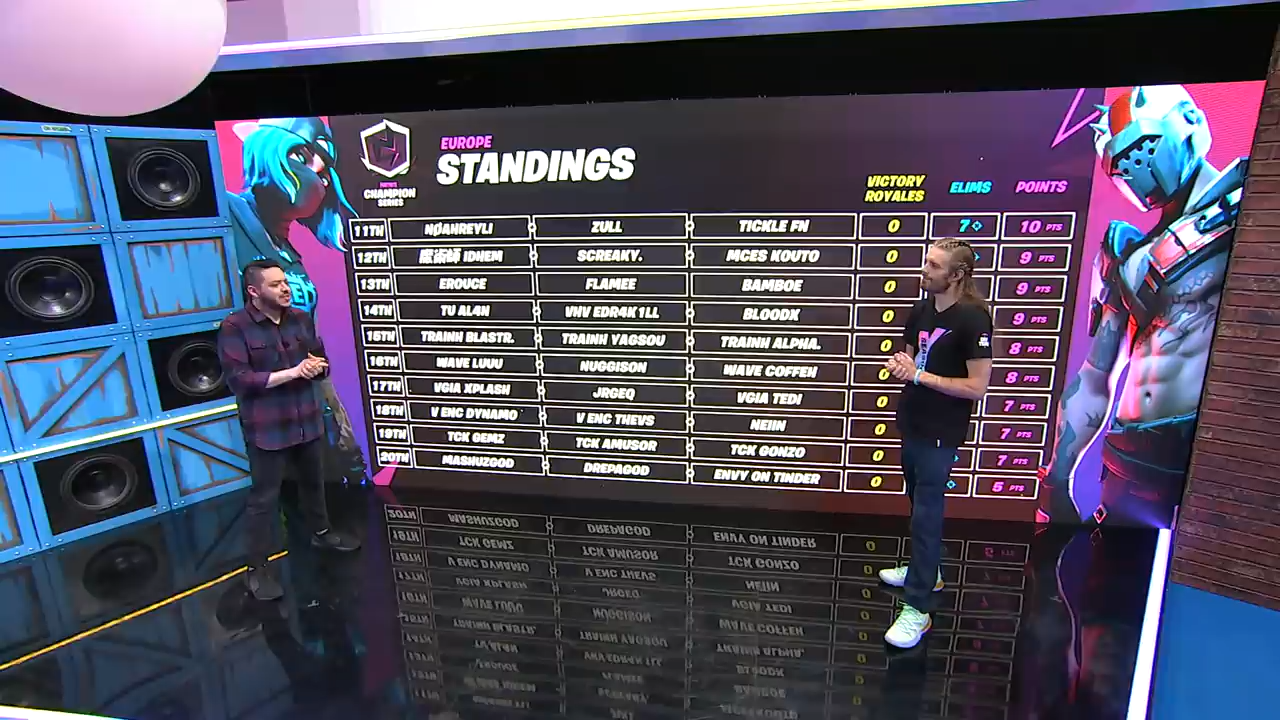 EUROPE
STANDINGS
CHAMPION
SERIES
VICTORY ROYALES ELIMS POINTS
11TH NØAHREYLI ZULL TICKLE FN 0 7 10 PTS
12TH 魔術師 IDHEM SCREAKY. MCES KOUTO 0 9 PTS
13TH EROUCE FLAMEE BAMBOE 0 9 PTS
14TH TU AL4N VHV EDR4K1LL BLOODX 0 9 PTS
15TH TRAINH BLASTR. TRAINH YAGSOU TRAINH ALPHA. 0 8 PTS
16TH WAVE LUUU NUGGISON WAVE COFFEN 0 8 PTS
17TH VGIA XPLASH JRGEQ VGIA TEDI 0 7 PTS
18TH V ENC DYNAMO V ENC THEVS NEIIN 0 7 PTS
19TH TCK GEMZ TCK AMUSOR TCK GONZO 0 7 PTS
20TH MASHUZGOD DREPAGOD ENVY ON TINDER 0 5 PTS